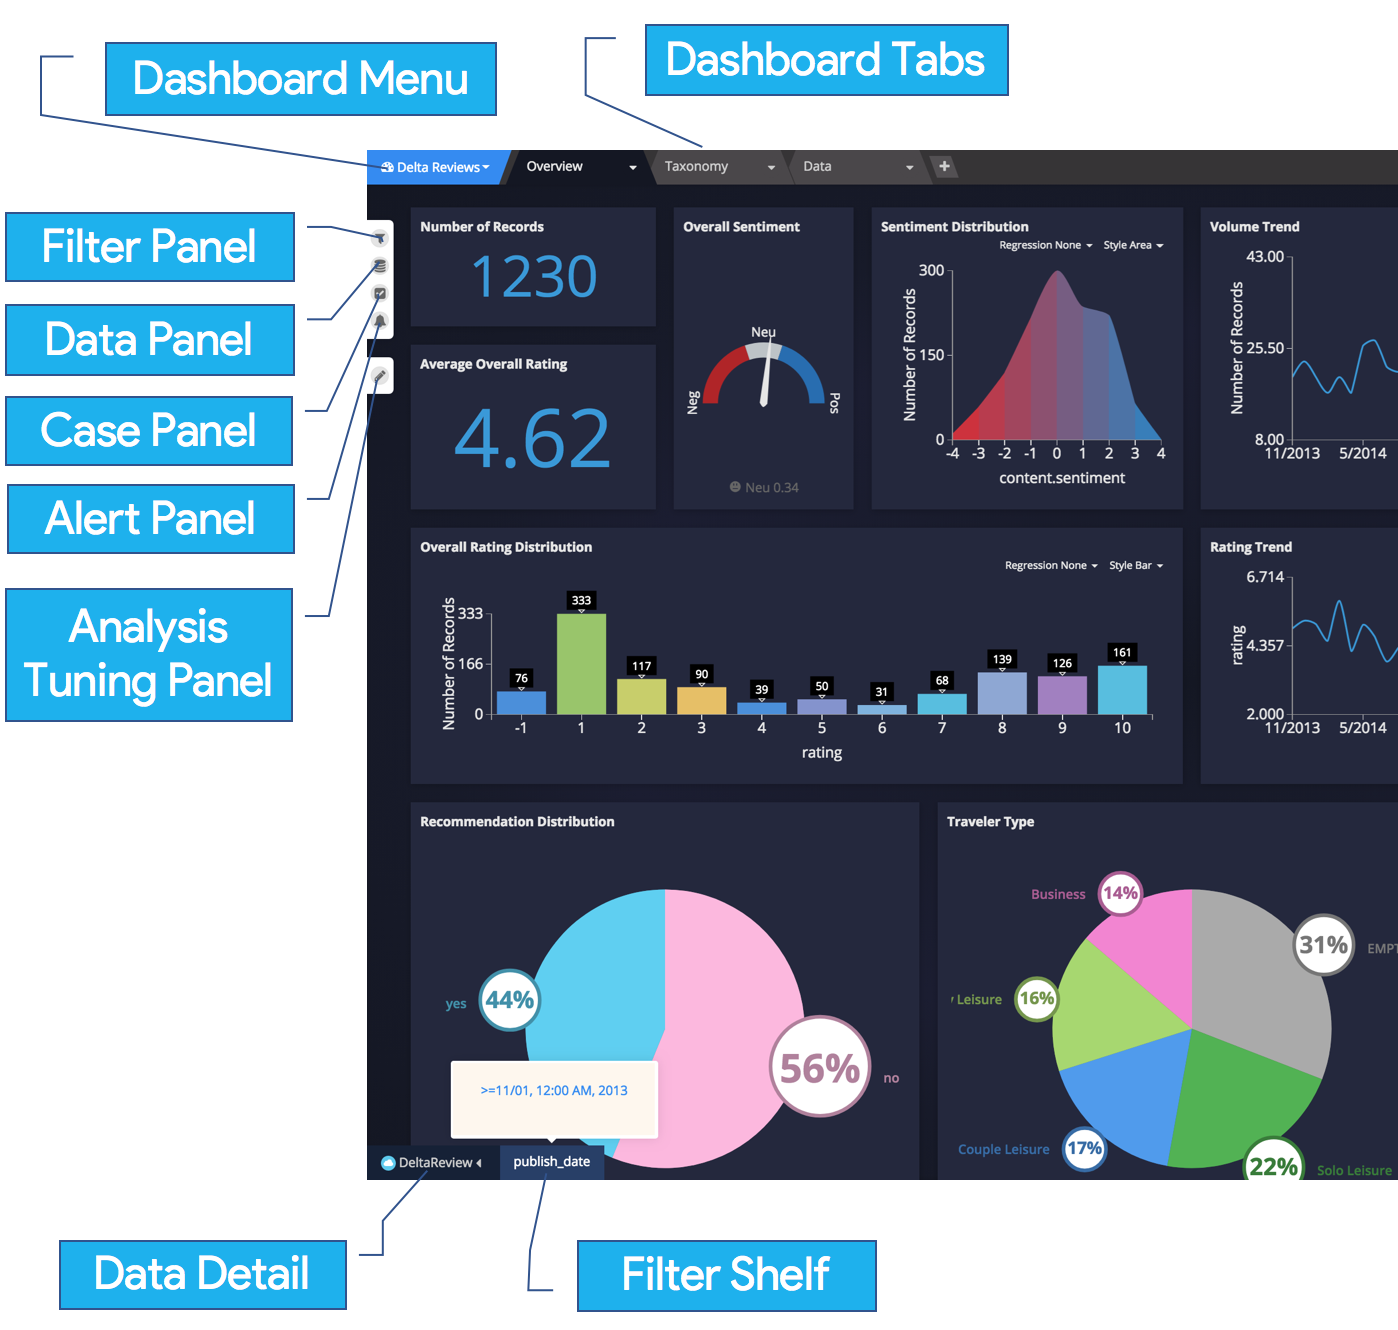 Dashboard Menu
Dashboard Tabs
Delta Reviews
Overview
Taxonomy
Data
+
Filter Panel
Data Panel
Case Panel
Alert Panel
Analysis
Tuning Panel
Number of Records
1230
Average Overall Rating
4.62
Overall Sentiment
Neu
Neg
Pos
Neu 0.34
Sentiment Distribution
Regression None
Style Area
Number of Records
300
150
0
-4 -3 -2 -1 0 1 2 3 4
content.sentiment
Volume Trend
43.00
Number of Records
25.50
8.00
11/2013 5/2014
Overall Rating Distribution
Regression None
Style Bar
Number of Records
333
166
0
76 333 117 90 39 50 31 68 139 126 161
-1 1 2 3 4 5 6 7 8 9 10
rating
Rating Trend
6.714
rating
4.357
2.000
11/2013 5/2014
Recommendation Distribution
yes
44%
56%
no
>=11/01, 12:00 AM, 2013
DeltaReview
publish_date
Traveler Type
Business
14%
31%
EMPT
y Leisure
16%
Couple Leisure
17%
22%
Solo Leisure
Data Detail
Filter Shelf